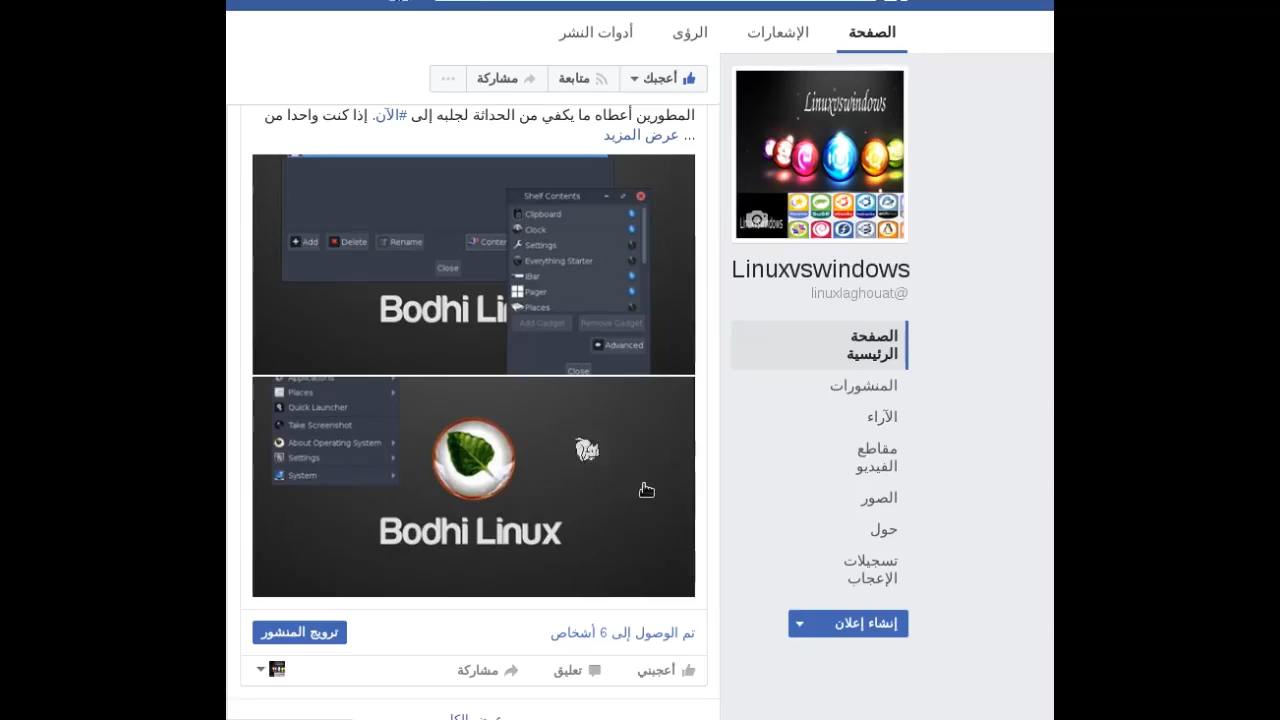 الصفحة
الإشعارات
الرؤى
أدوات النشر
أعجبك
متابعة
مشاركة
Linuxvswindows
Linuxvswindows
@linuxlaghouat
الصفحة
الرئيسية
المنشورات
الآراء
مقاطع
الفيديو
الصور
حول
تسجيلات
الإعجاب
إنشاء إعلان
المطورين أعطاه ما يكفي من الحداثة لجلبه إلى #الآن. إذا كنت واحدا من
... عرض المزيد
Shelf Contents
Clipboard
Clock
Settings
Everything Starter
iBar
Pager
Places
Add Gadget
Remove Gadget
Advanced
Close
Add
Delete
Rename
Close
Bodhi
Applications
Places
Quick Launcher
Take Screenshot
About Operating System
Settings
System
Bodhi Linux
تم الوصول إلى 6 أشخاص
ترويج المنشور
أعجبني
تعليق
مشاركة